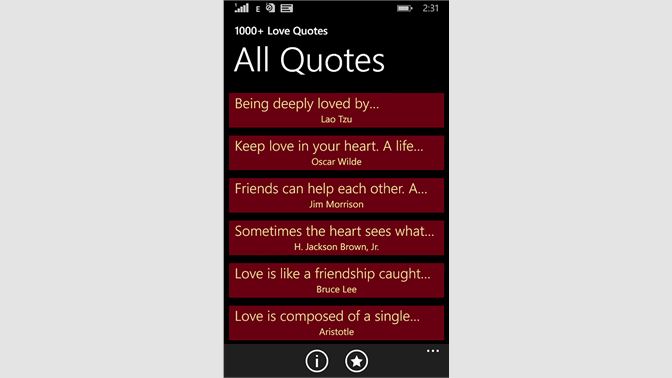 E 2:31
1000+ Love Quotes
All Quotes
Being deeply loved by...
Lao Tzu
Keep love in your heart. A life...
Oscar Wilde
Friends can help each other. A...
Jim Morrison
Sometimes the heart sees what...
H. Jackson Brown, Jr.
Love is like a friendship caught...
Bruce Lee
Love is composed of a single...
Aristotle